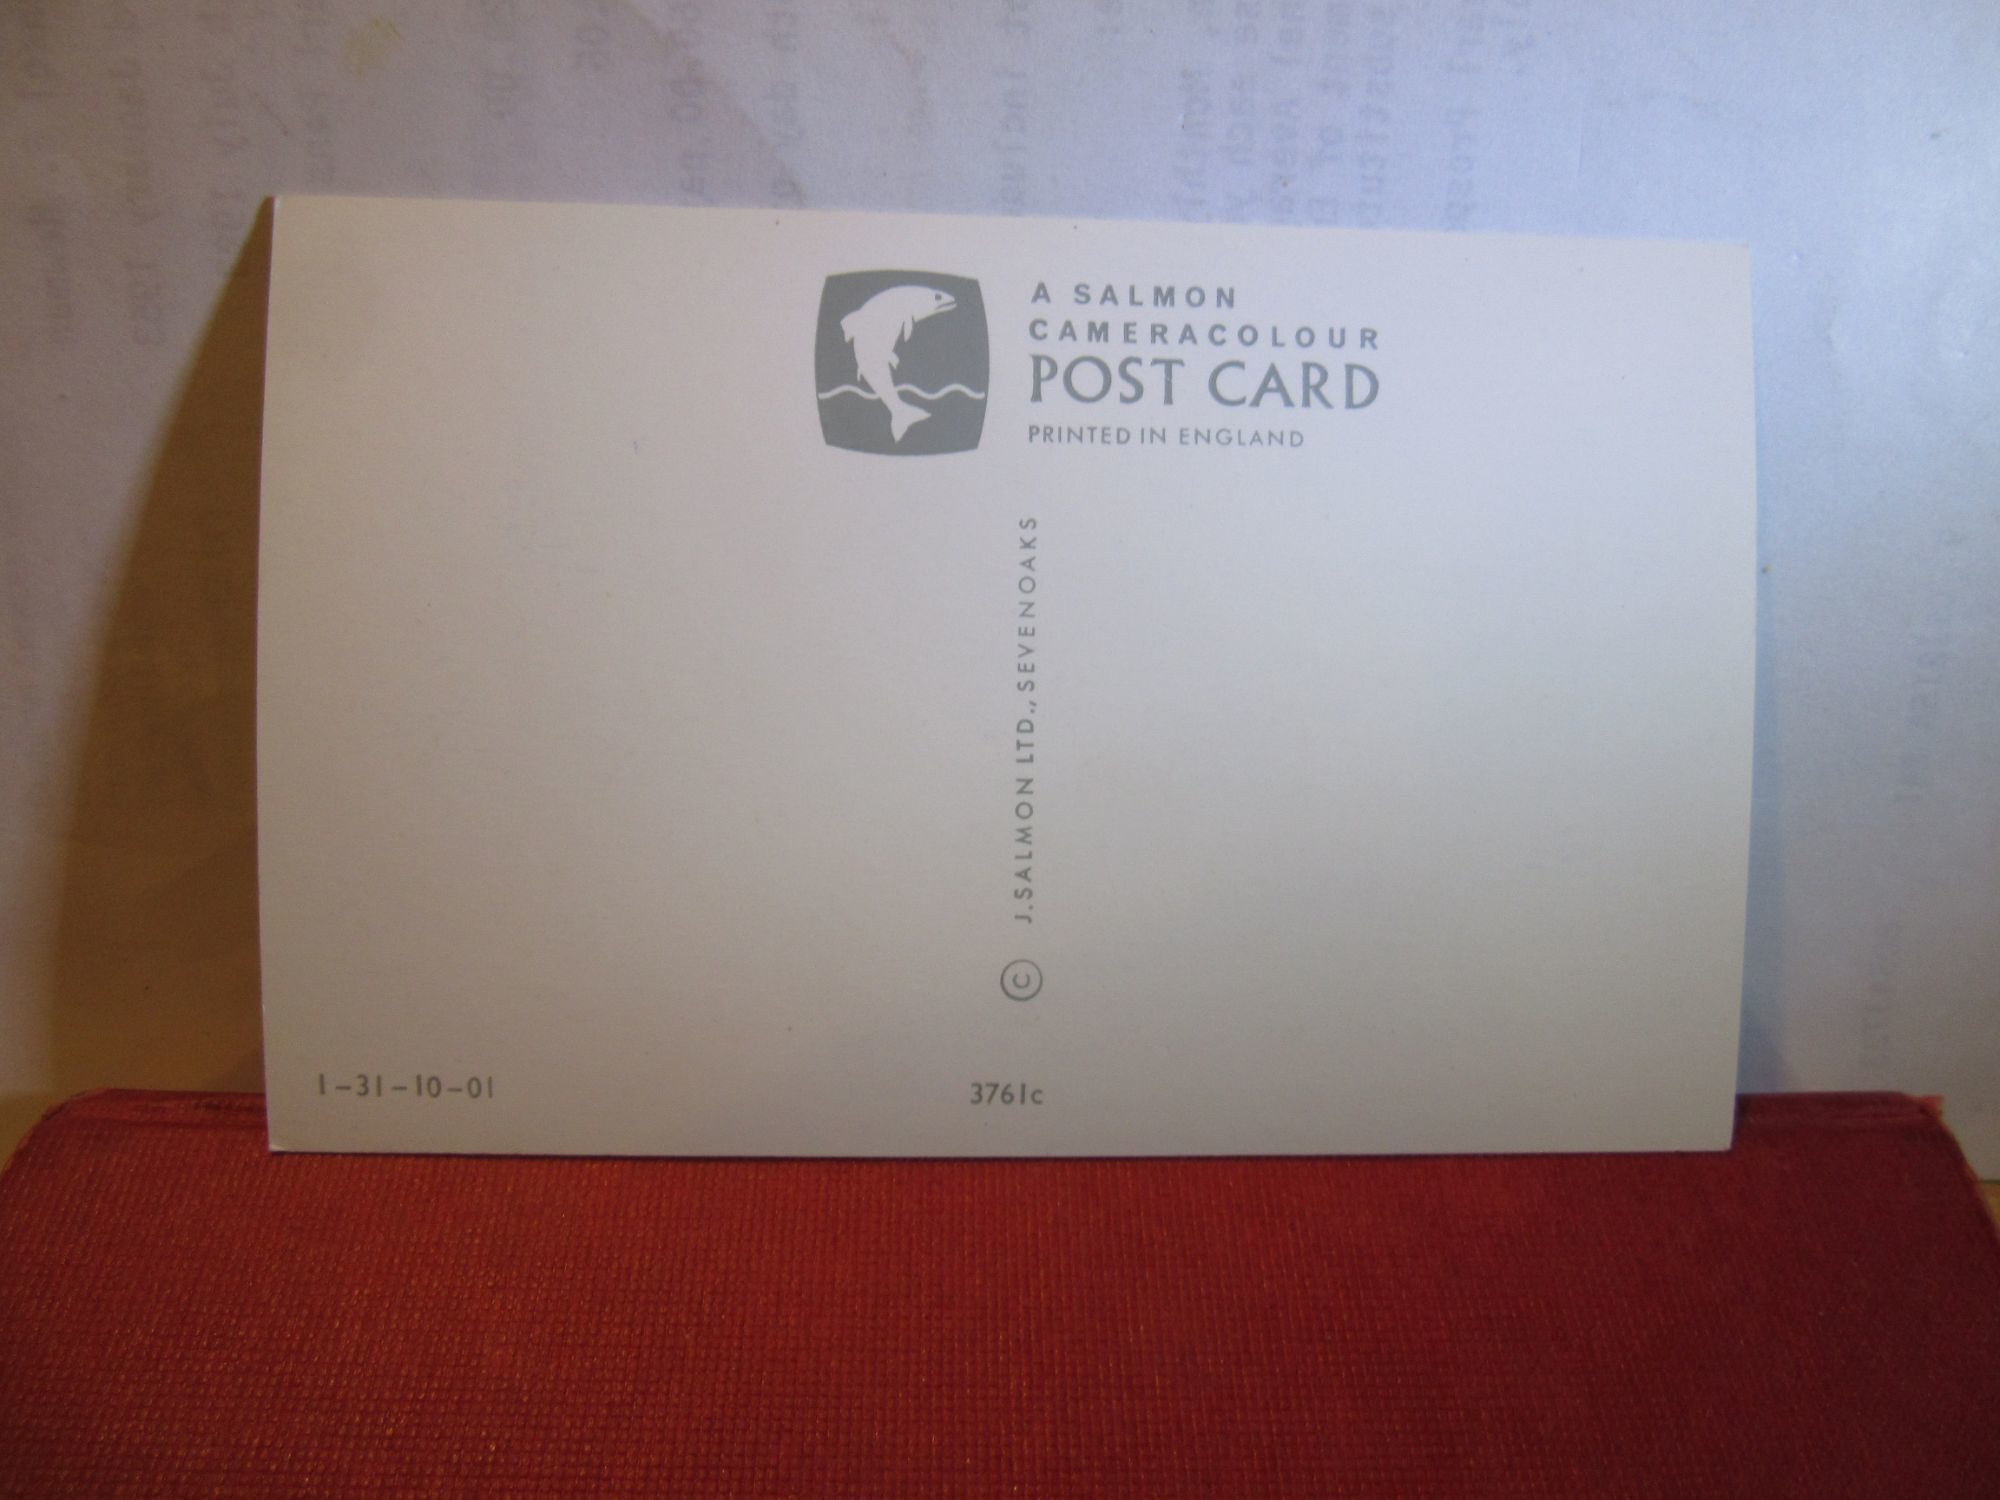 A SALMON
CAMERACOLOUR
POST CARD
PRINTED IN ENGLAND
© J. SALMON LTD., SEVENOAKS
1-31-10-01
3761c